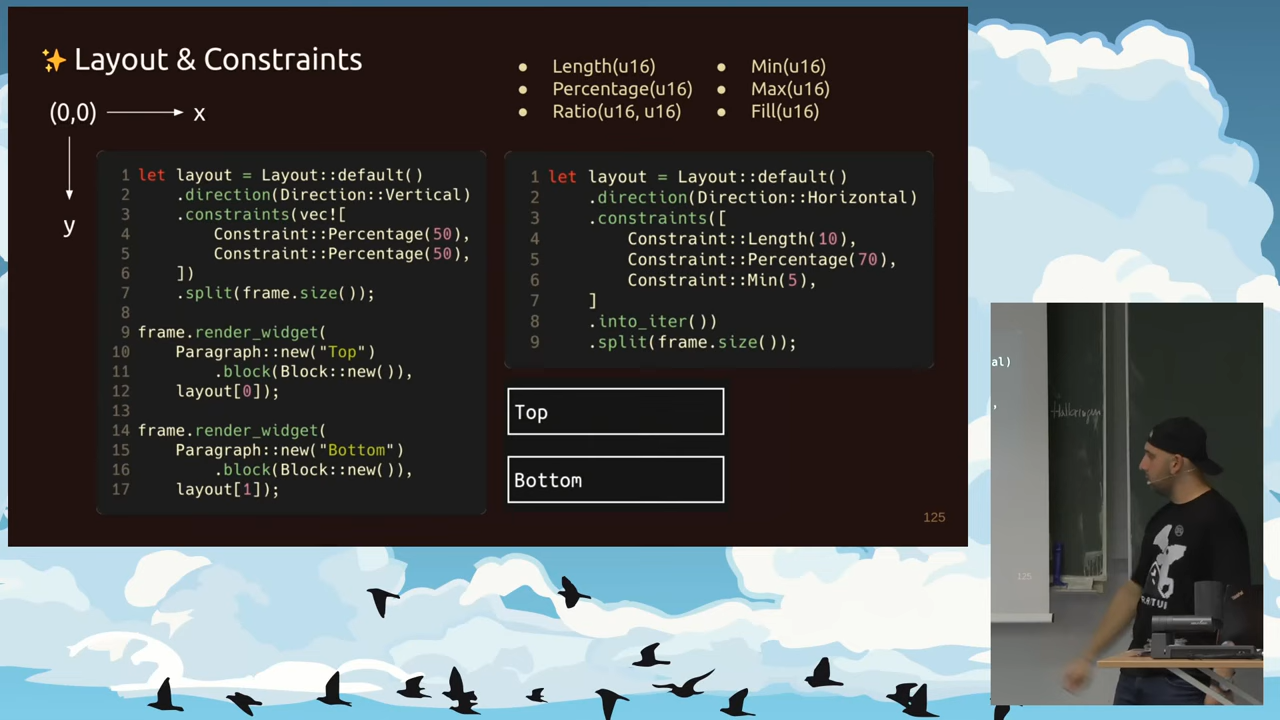 ✨ Layout & Constraints
● Length(u16)
● Percentage(u16)
● Ratio(u16, u16)
● Min(u16)
● Max(u16)
● Fill(u16)
(0,0) x
y
1 let layout = Layout::default()
2     .direction(Direction::Vertical)
3     .constraints(vec![
4         Constraint::Percentage(50),
5         Constraint::Percentage(50),
6     ])
7     .split(frame.size());
8
9 frame.render_widget(
10     Paragraph::new("Top")
11         .block(Block::new()),
12     layout[0]);
13
14 frame.render_widget(
15     Paragraph::new("Bottom")
16         .block(Block::new()),
17     layout[1]);
1 let layout = Layout::default()
2     .direction(Direction::Horizontal)
3     .constraints([
4         Constraint::Length(10),
5         Constraint::Percentage(70),
6         Constraint::Min(5),
7     ]
8     .into_iter())
9     .split(frame.size());
Top
Bottom
125
al)
,
125